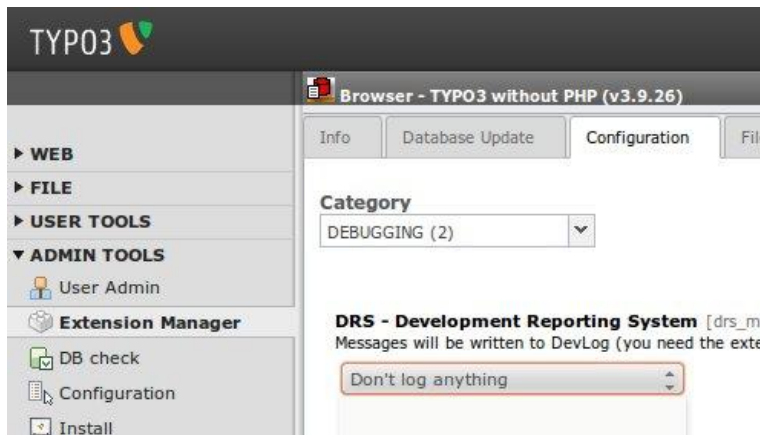 TYPO3
Browser - TYPO3 without PHP (v3.9.26)
Info
Database Update
Configuration
WEB
FILE
USER TOOLS
ADMIN TOOLS
User Admin
Extension Manager
DB check
Configuration
Install
Category
DEBUGGING (2)
DRS - Development Reporting System [drs_m
Messages will be written to DevLog (you need the exte
Don't log anything